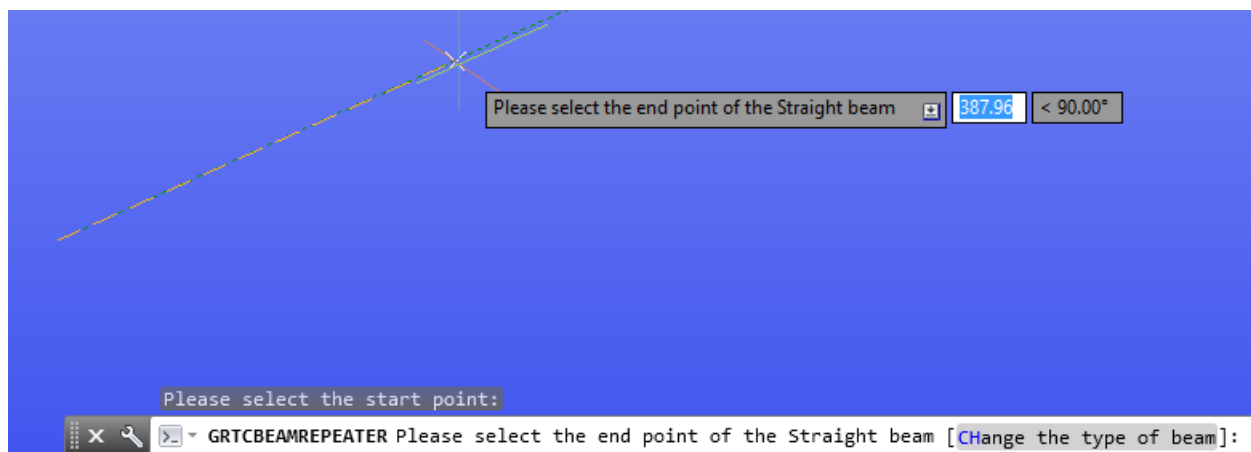 Please select the end point of the Straight beam 387.96 < 90.00°
Please select the start point:
GRTCBEAMREPEATER Please select the end point of the Straight beam [CHange the type of beam]: